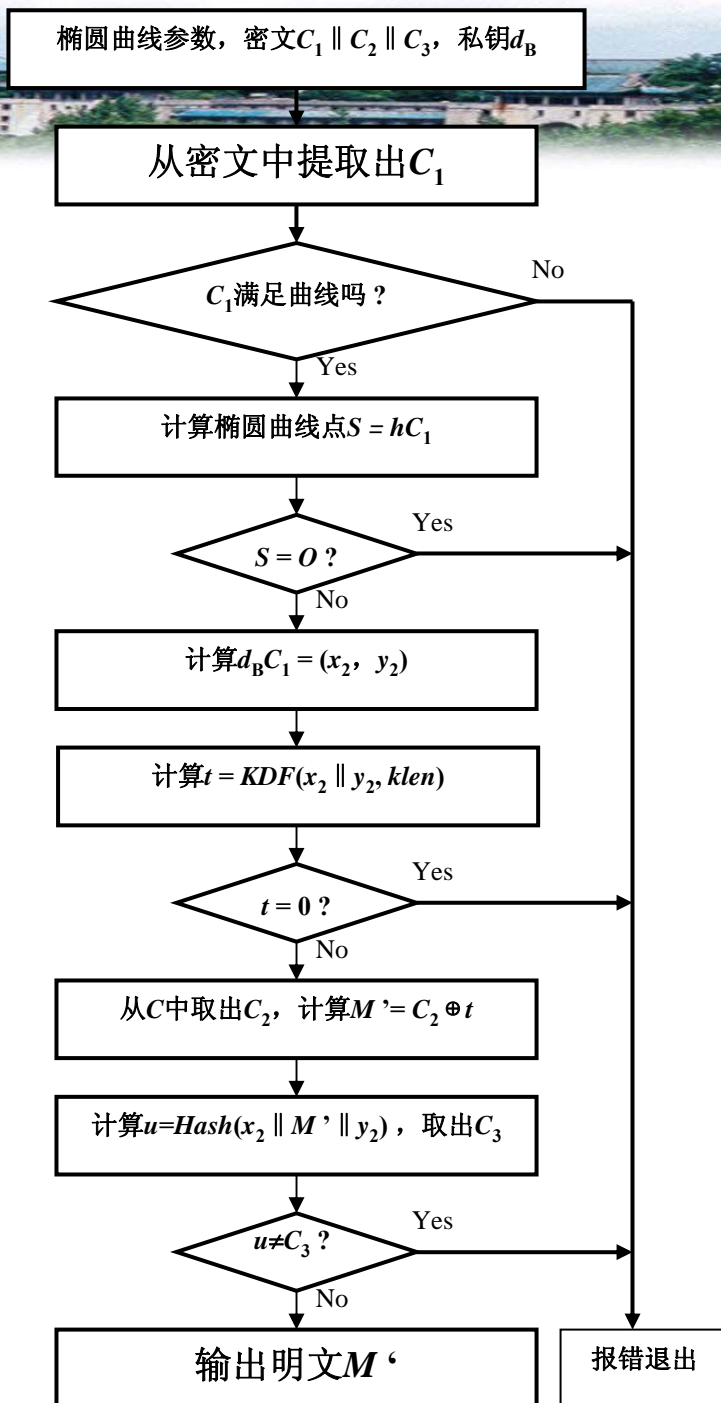 椭圆曲线参数，密文C₁ ∥ C₂ ∥ C₃，私钥d_B
从密文中提取出C₁
C₁满足曲线吗？
No
Yes
计算椭圆曲线点S = hC₁
S = O ?
Yes
No
计算d_BC₁ = (x₂，y₂)
计算t = KDF(x₂ ∥ y₂, klen)
t = 0 ?
Yes
No
从C中取出C₂，计算M ’= C₂ ⊕ t
计算u=Hash(x₂ ∥ M ’ ∥ y₂) ，取出C₃
u≠C₃ ?
Yes
No
输出明文M ‘
报错退出